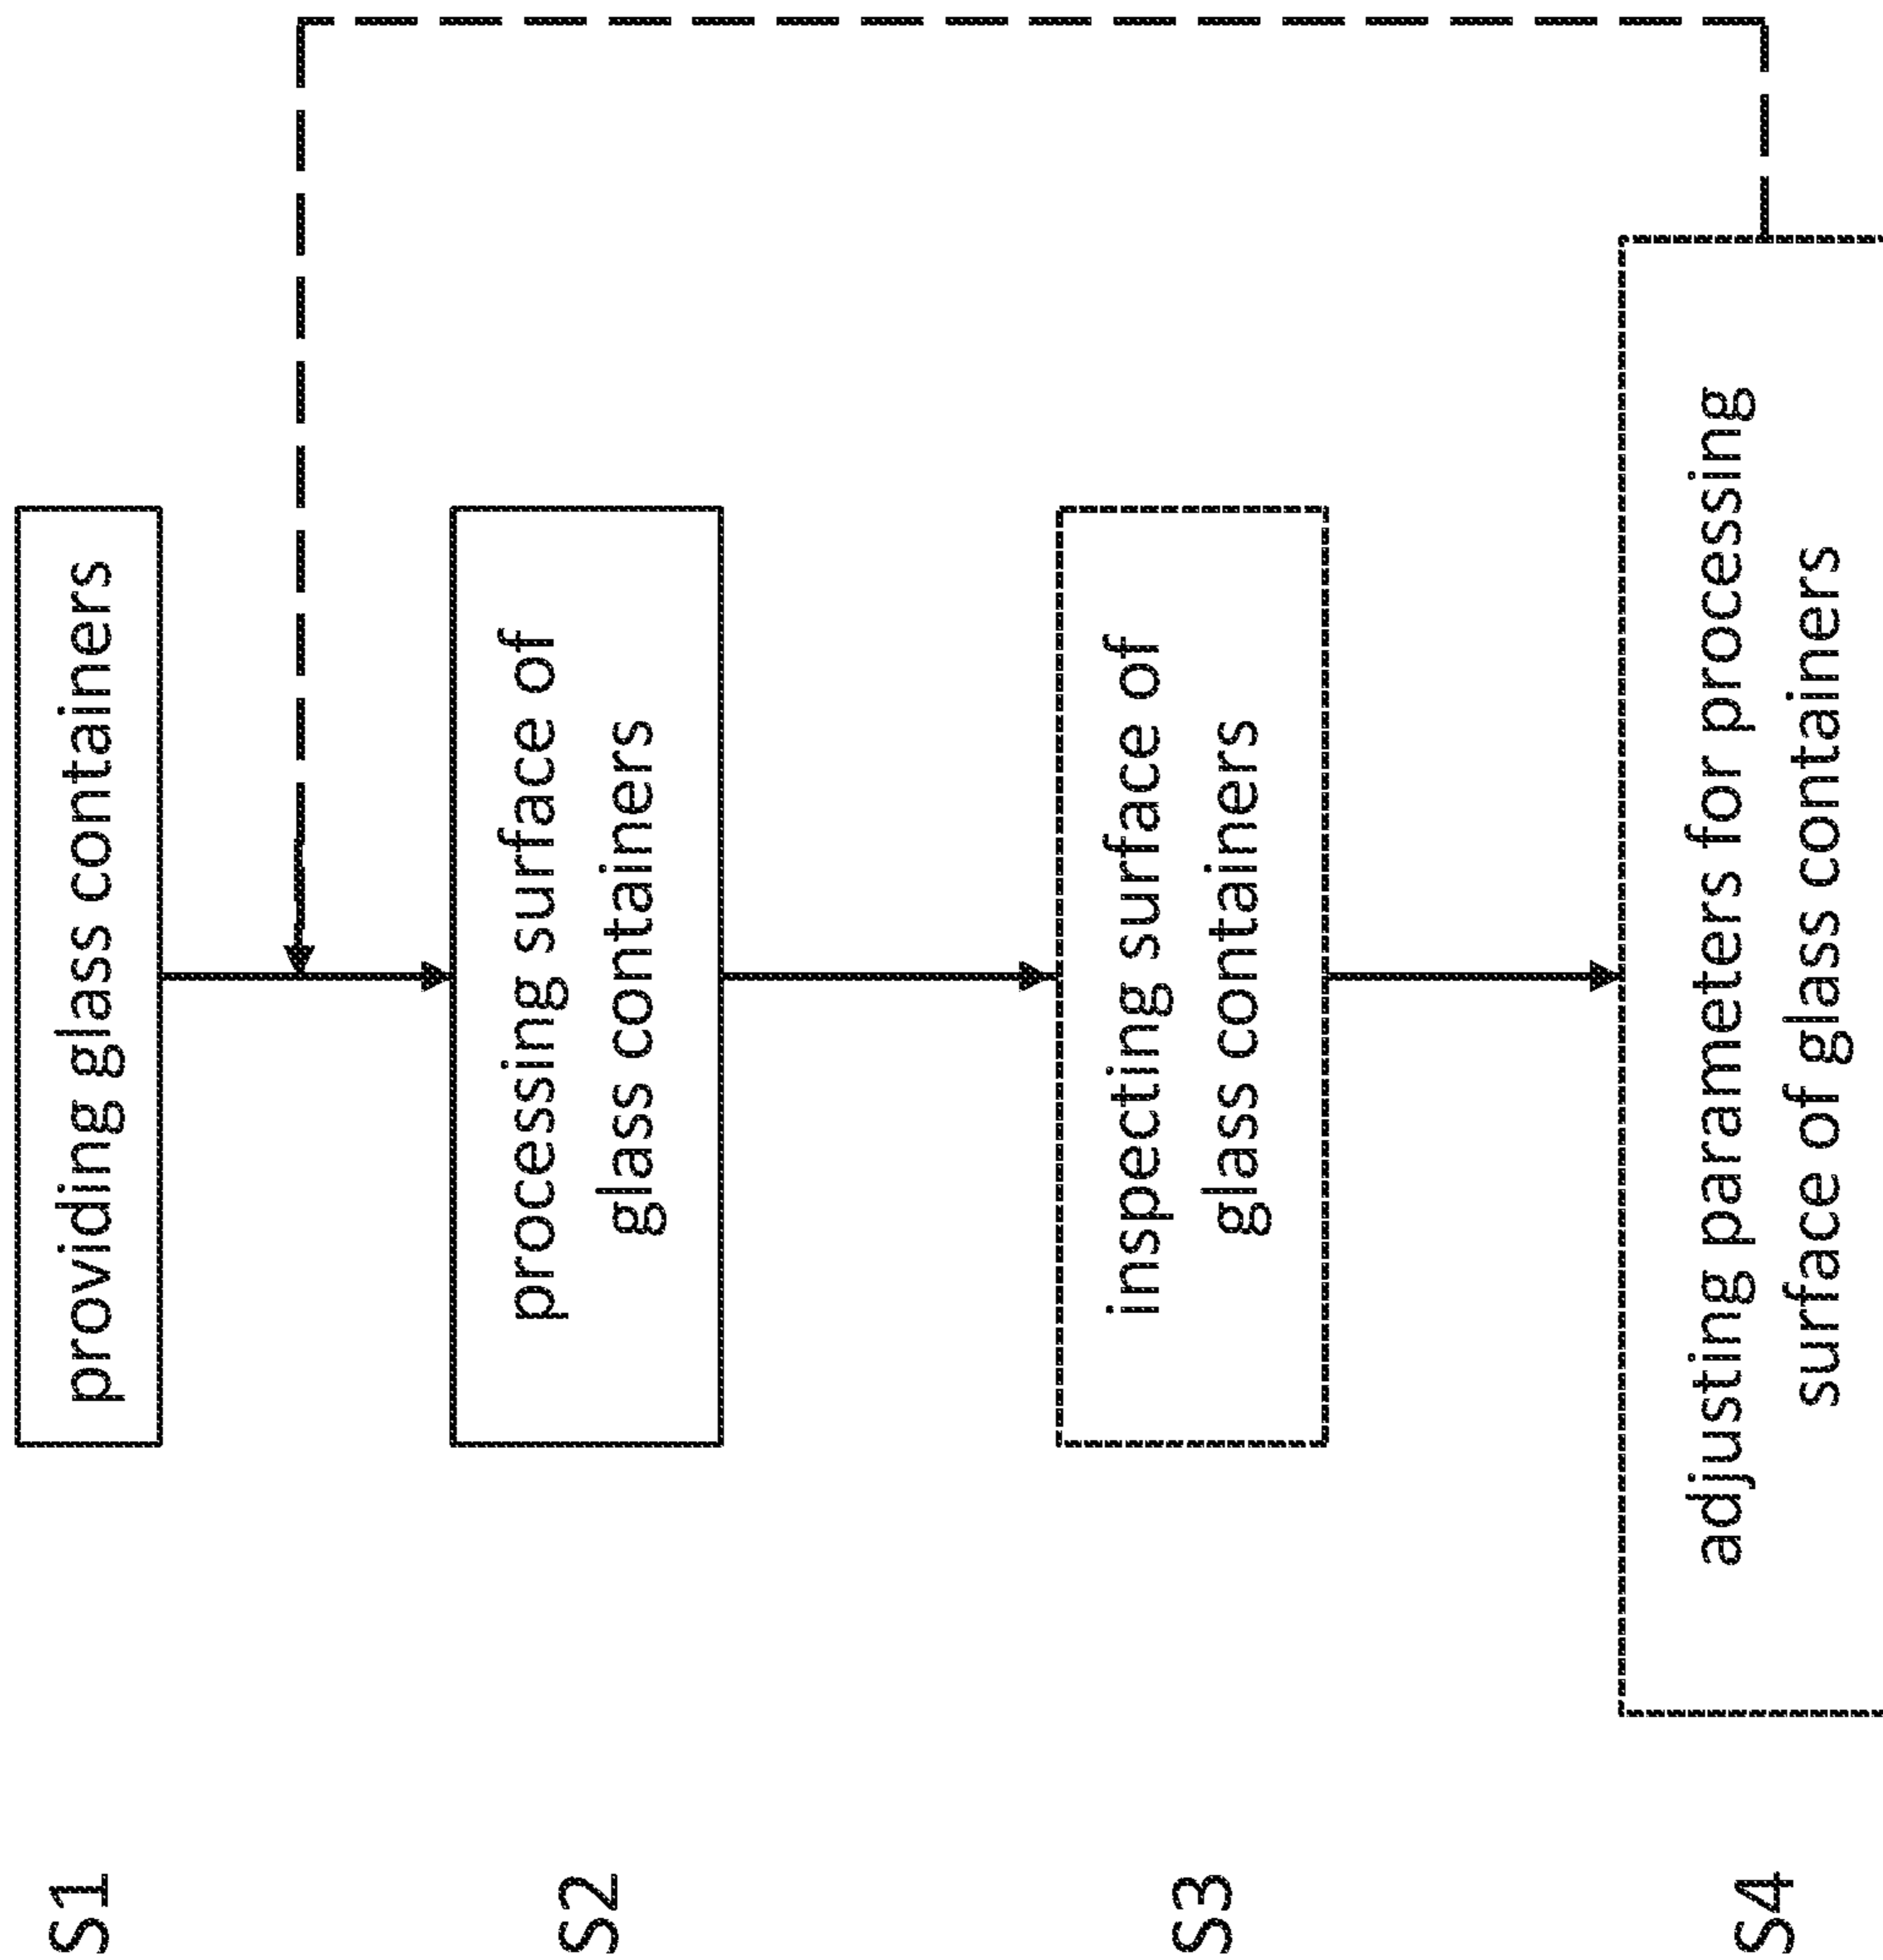 S1
providing glass containers
S2
processing surface of
glass containers
S3
inspecting surface of
glass containers
S4
adjusting parameters for processing
surface of glass containers